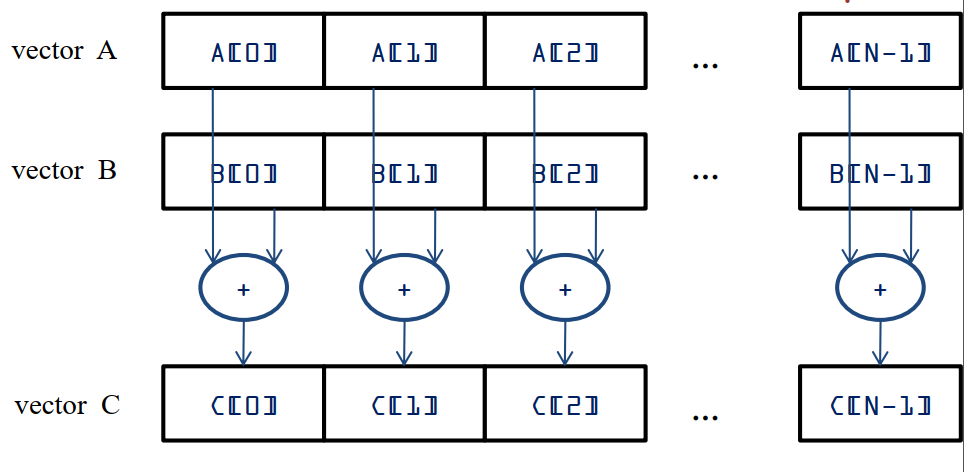 vector A A[0] A[1] A[2] ... A[N-1]
vector B B[0] B[1] B[2] ... B[N-1]
+ + + +
vector C C[0] C[1] C[2] ... C[N-1]